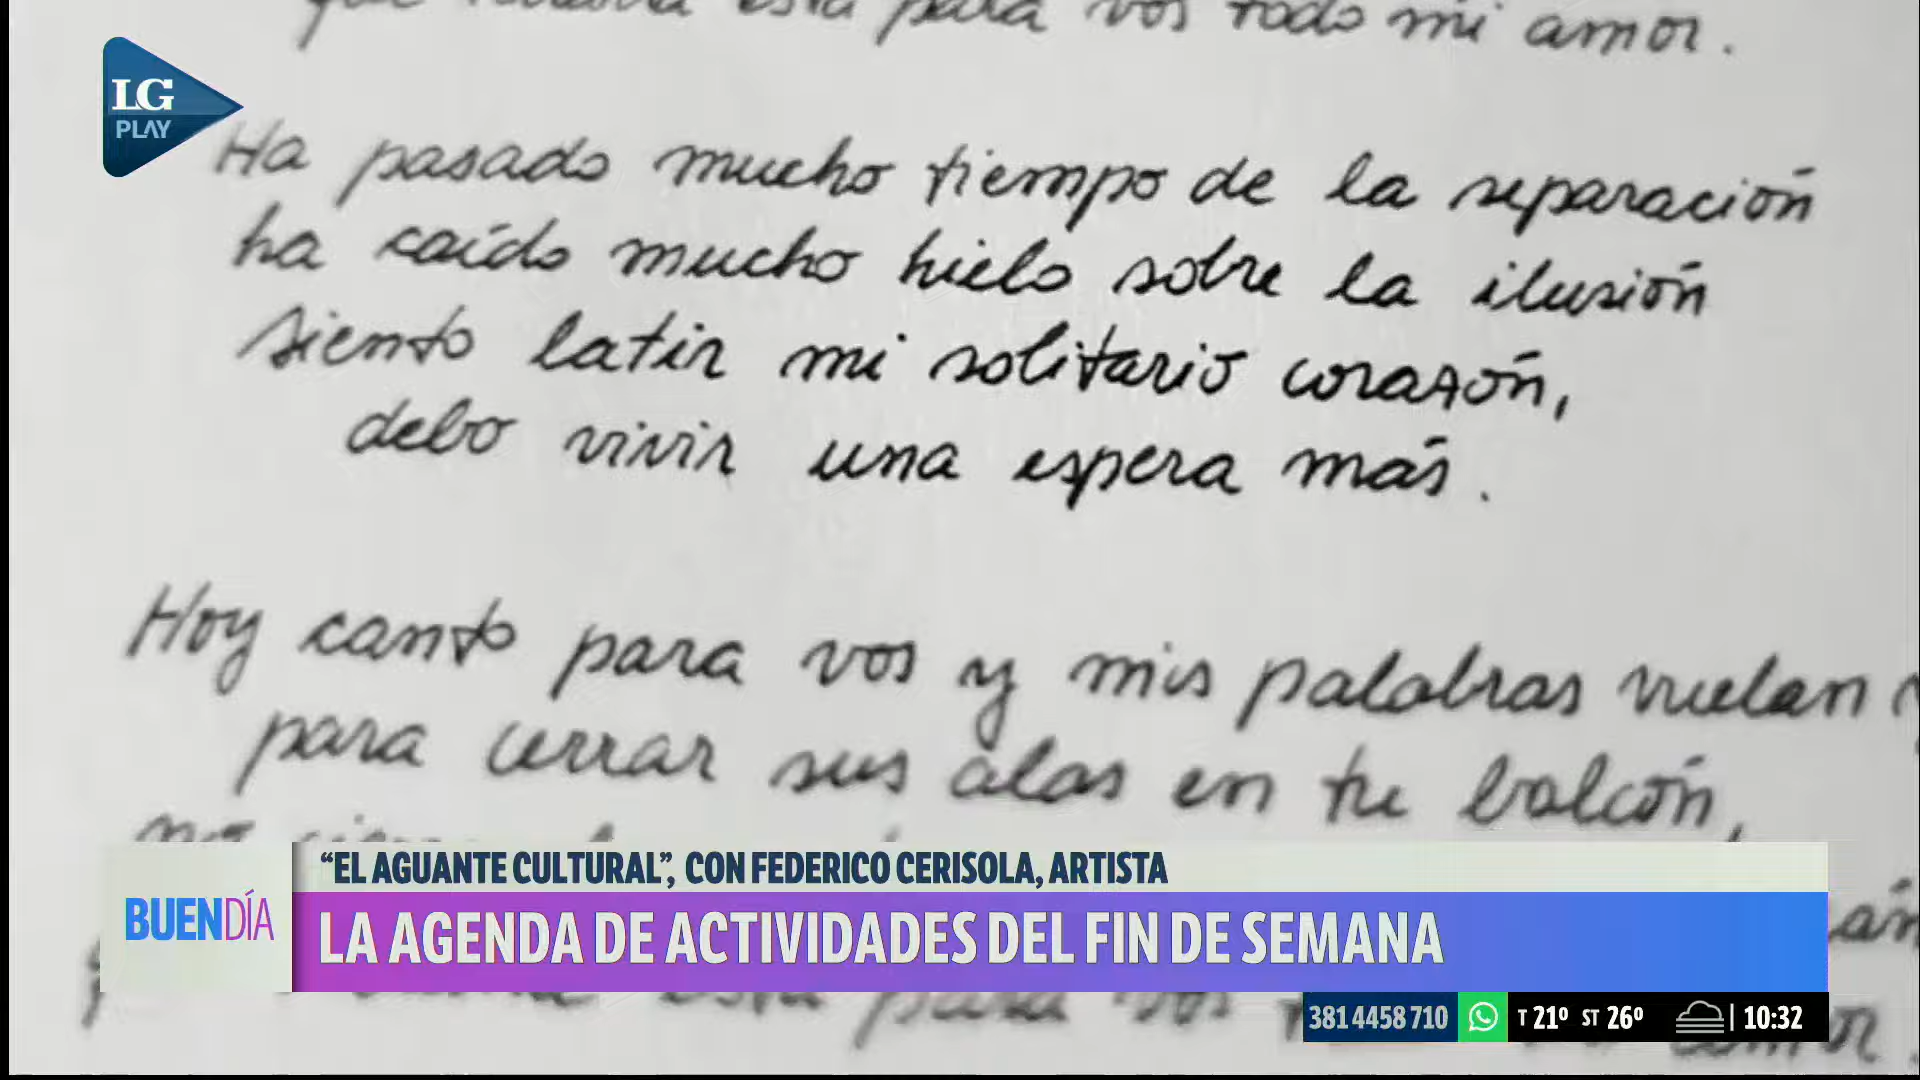 para vos todo mi amor.
LG
PLAY
Ha pasado mucho tiempo de la separación
ha caído mucho hielo sobre la ilusión
siento latir mi solitario corazón,
debo vivir una espera más.
Hoy canto para vos y mis palabras vuelan
para cerrar sus alas en tu balcón,
“EL AGUANTE CULTURAL”, CON FEDERICO CERISOLA, ARTISTA
BUENDÍA
LA AGENDA DE ACTIVIDADES DEL FIN DE SEMANA
381 4458 710
T 21º ST 26º
10:32